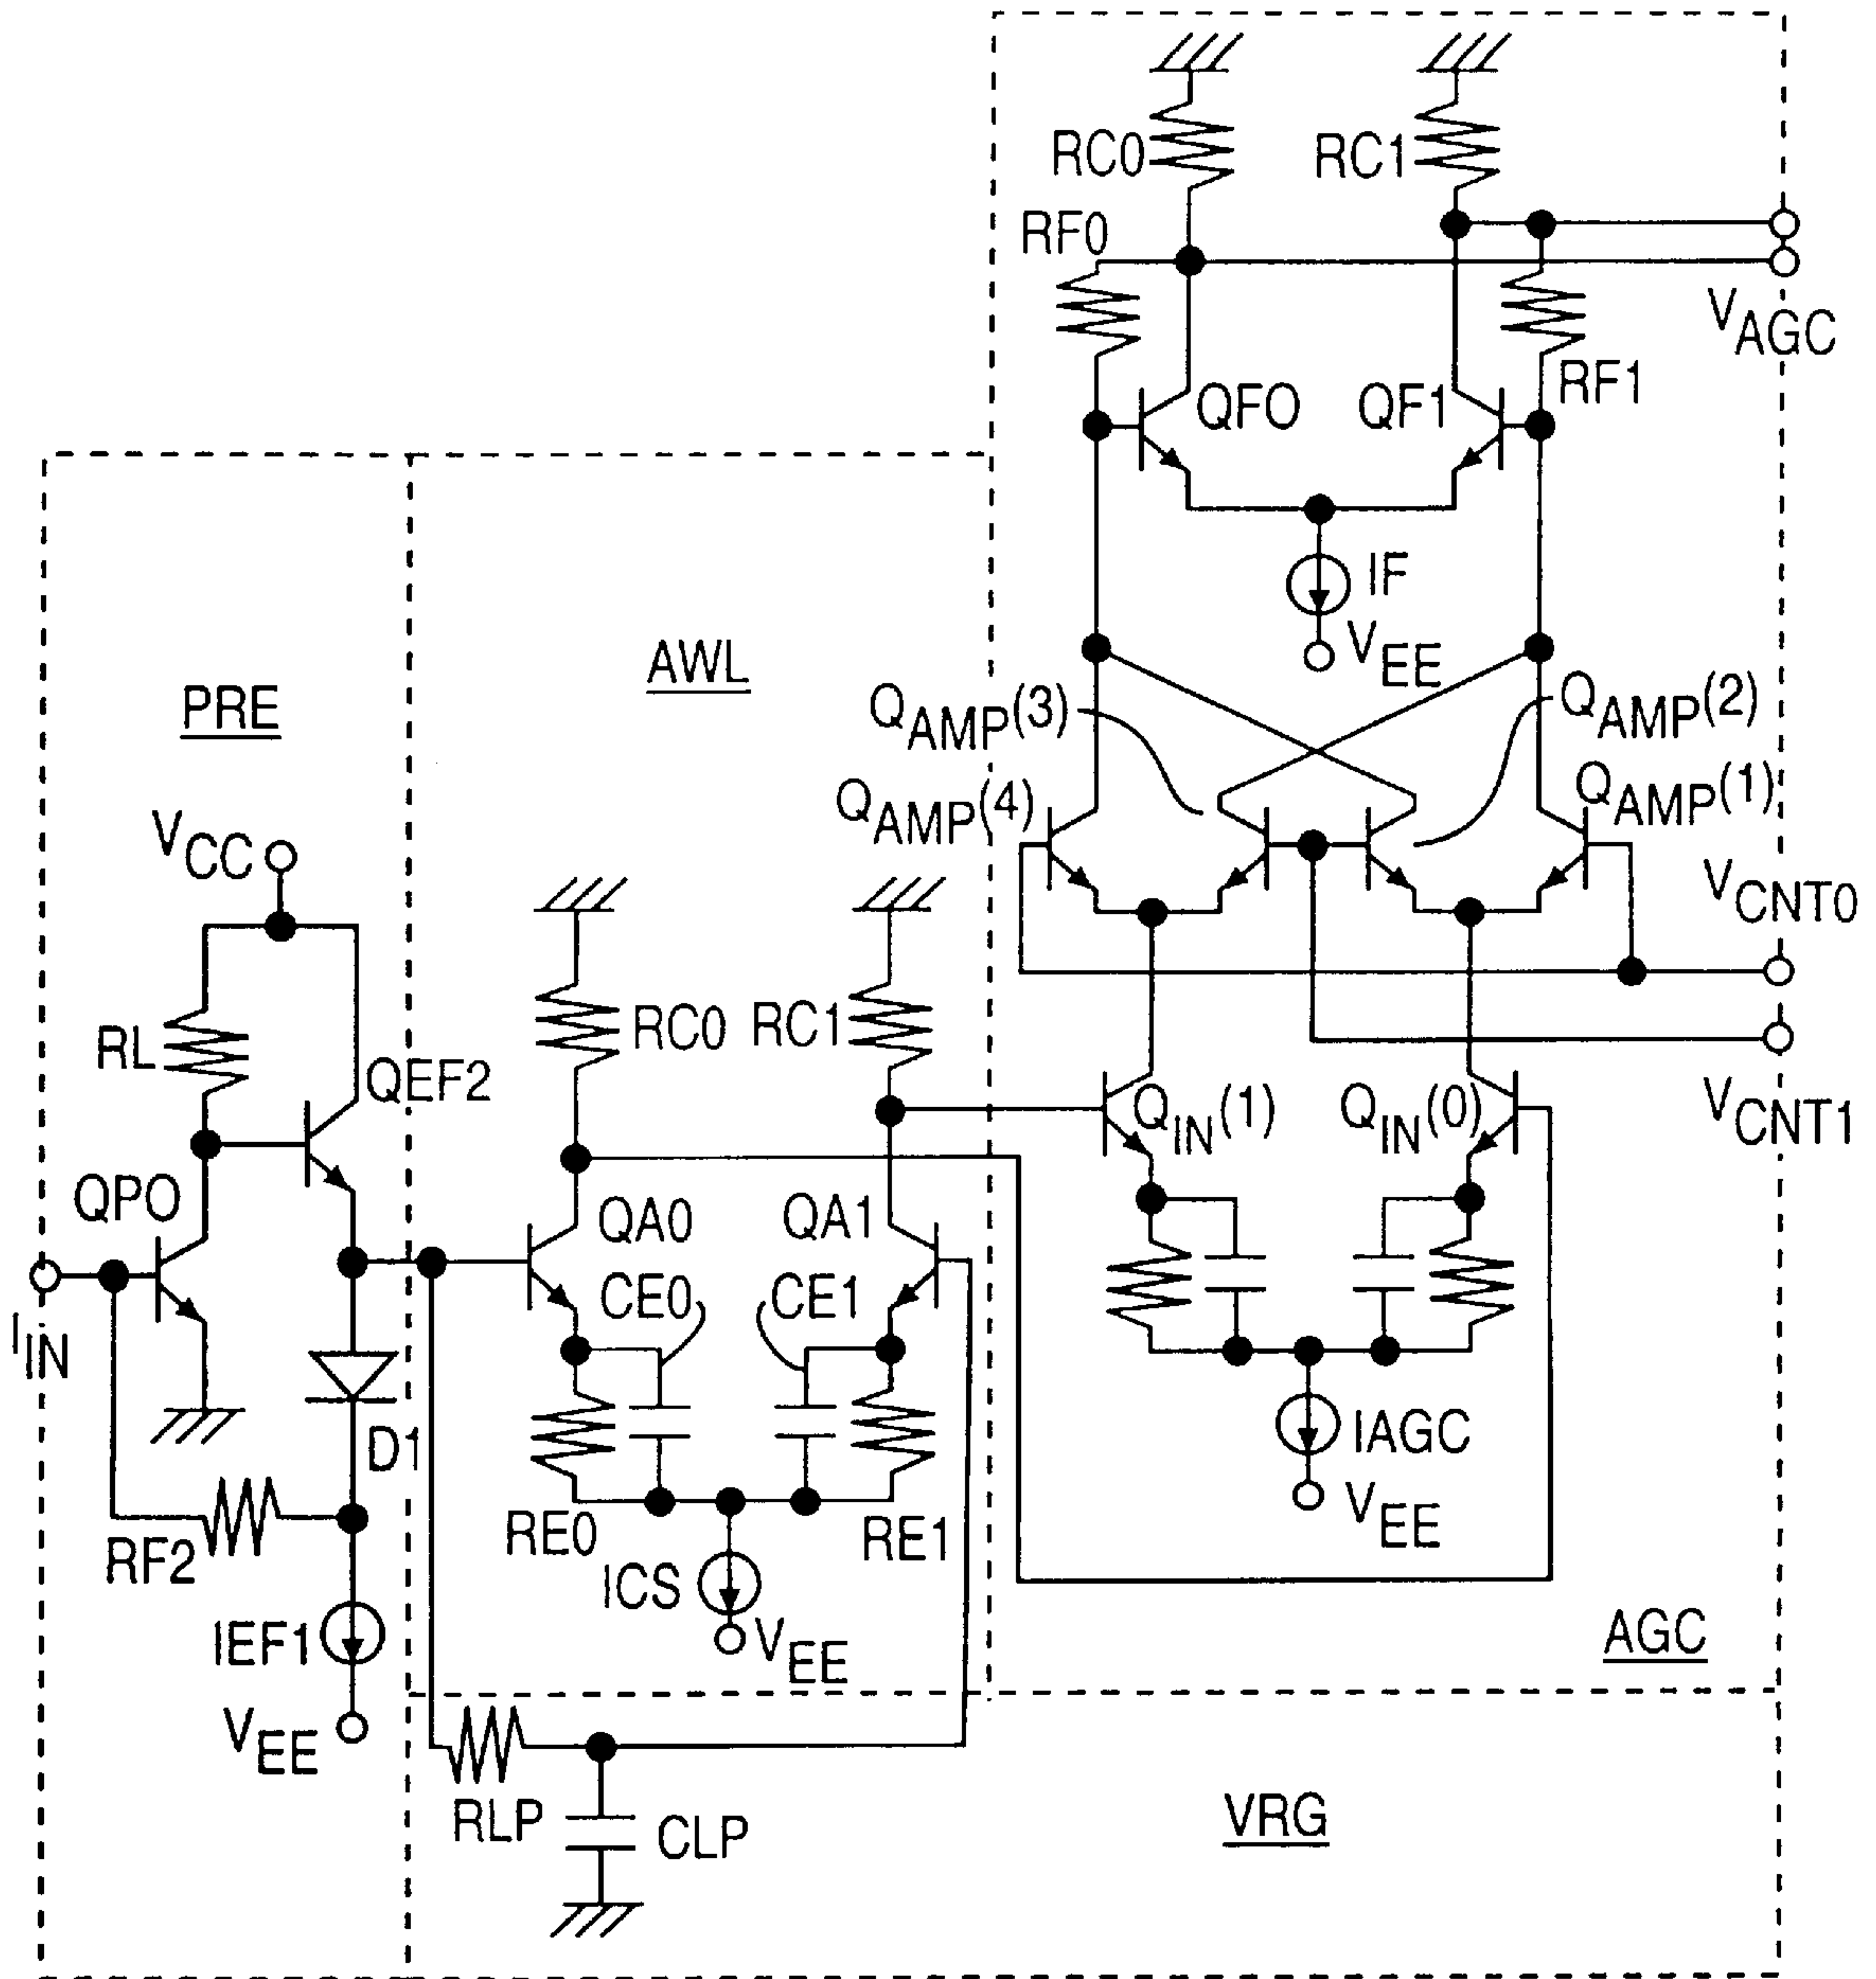 RC0 RC1
RF0
VAGC
QFO QF1 RF1
IF
VEE
AWL
PRE
QAMP(3) QAMP(2)
QAMP(4) QAMP(1)
VCC
VCNT0
RL RC0 RC1
QEF2
QIN(1) QIN(0) VCNT1
QPO QA0 QA1
CE0 CE1
IIN
D1 IAGC
VEE
RF2 RE0 RE1
ICS
IEF1 VEE AGC
VEE
RLP CLP VRG